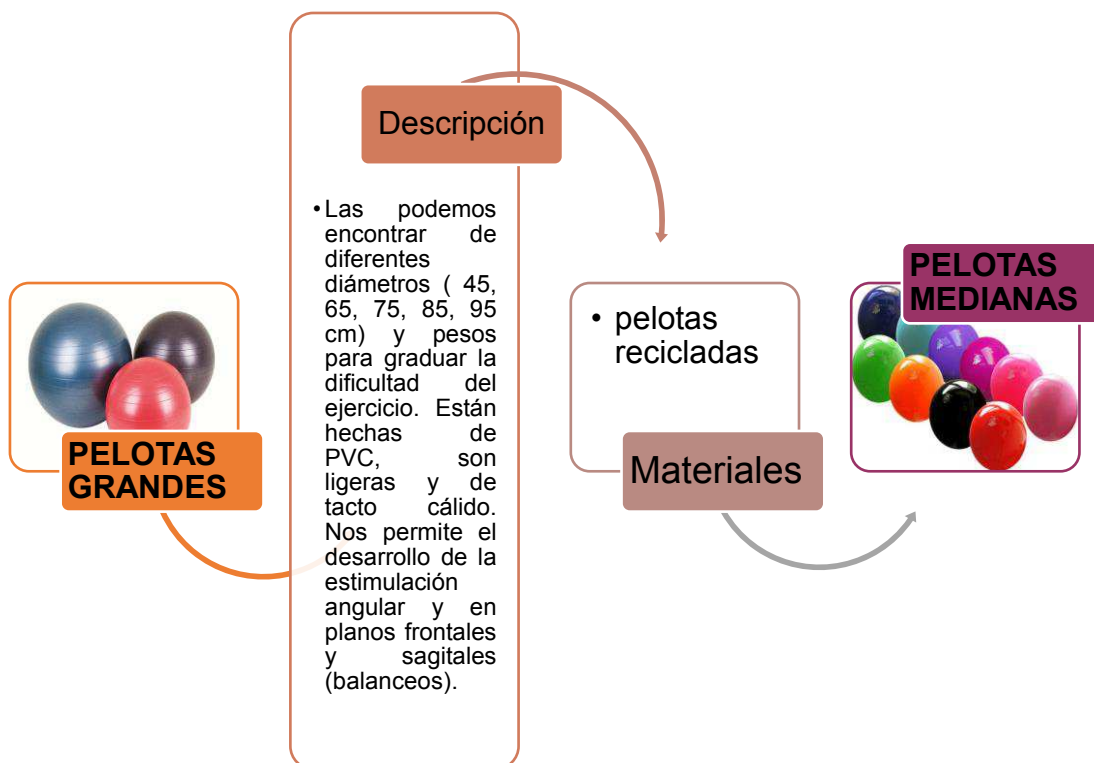 PELOTAS
GRANDES
Descripción
•Las podemos
encontrar de
diferentes
diámetros ( 45,
65, 75, 85, 95
cm) y pesos
para graduar la
dificultad del
ejercicio. Están
hechas de
PVC, son
ligeras y de
tacto cálido.
Nos permite el
desarrollo de la
estimulación
angular y en
planos frontales
y sagitales
(balanceos).
• pelotas
recicladas
Materiales
PELOTAS
MEDIANAS